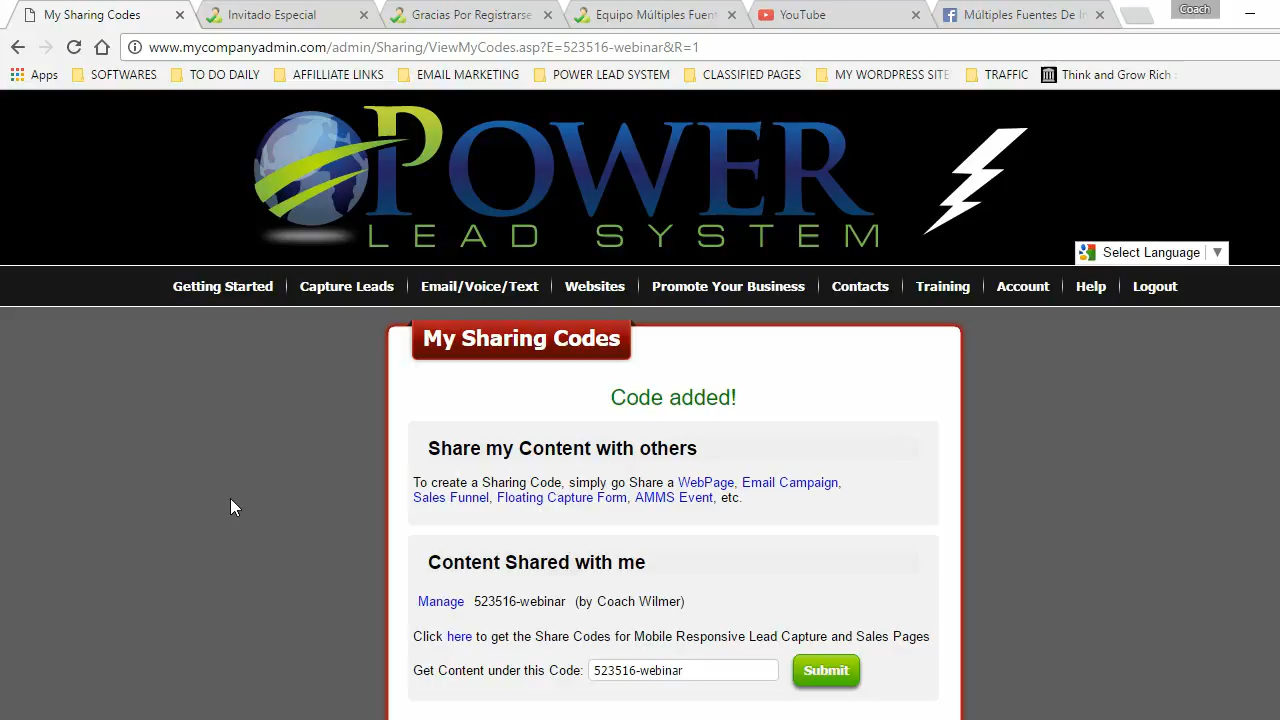 My Sharing Codes
Invitado Especial
Gracias Por Registrarse
Equipo Múltiples Fuent
YouTube
Múltiples Fuentes De In
Coach
www.mycompanyadmin.com/admin/Sharing/ViewMyCodes.asp?E=523516-webinar&R=1
Apps
SOFTWARES
TO DO DAILY
AFFILLIATE LINKS
EMAIL MARKETING
POWER LEAD SYSTEM
CLASSIFIED PAGES
MY WORDPRESS SITE
TRAFFIC
Think and Grow Rich
POWER
LEAD SYSTEM
Select Language
Getting Started
Capture Leads
Email/Voice/Text
Websites
Promote Your Business
Contacts
Training
Account
Help
Logout
My Sharing Codes
Code added!
Share my Content with others
To create a Sharing Code, simply go Share a WebPage, Email Campaign,
Sales Funnel, Floating Capture Form, AMMS Event, etc.
Content Shared with me
Manage 523516-webinar (by Coach Wilmer)
Click here to get the Share Codes for Mobile Responsive Lead Capture and Sales Pages
Get Content under this Code: 523516-webinar Submit